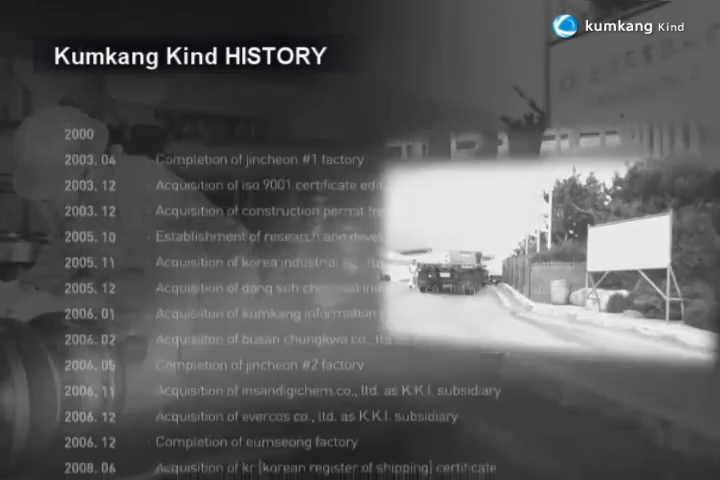 kumkang Kind
Kumkang Kind HISTORY
2000
2003. 04 · Completion of jincheon #1 factory
2003. 12 · Acquisition of iso 9001 certificate
2003. 12 · Acquisition of construction permit
2005. 10 · Establishment of research and
2005. 11 · Acquisition of korea industrial
2005. 12 · Acquisition of dong suh chemical
2006. 01 · Acquisition of kumkang information
2006. 02 · Acquisition of busan chungkwa co., ltd
2006. 05 · Completion of jincheon #2 factory
2006. 11 · Acquisition of insandigichem.co., ltd. as K.K.I. subsidiary
2006. 12 · Acquisition of evercos co., ltd. as K.K.I. subsidiary
2006. 12 · Completion of eumseong factory
2008. 06 · Acquisition of kr (korean register of shipping) certificate